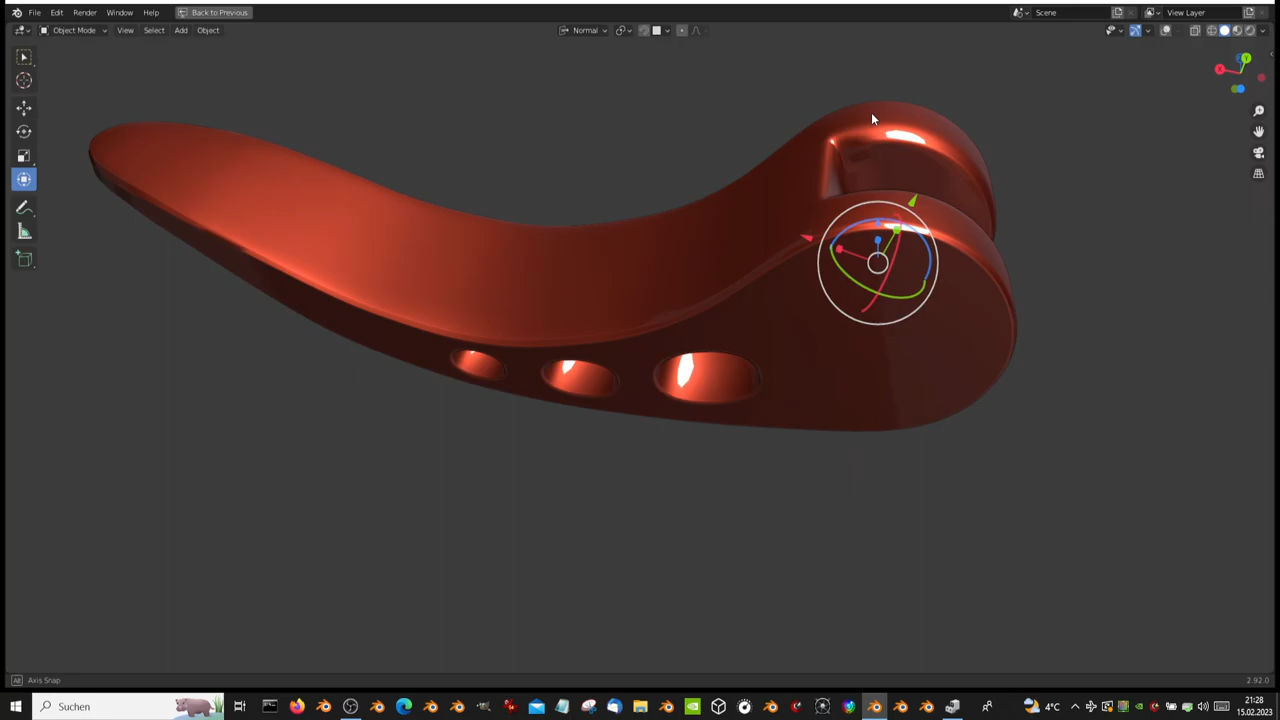 File Edit Render Window Help Back to Previous Scene View Layer
Object Mode View Select Add Object Normal
X Y
Alt Axis Snap 2.92.0
Suchen 4°C 21:28
15.02.2023